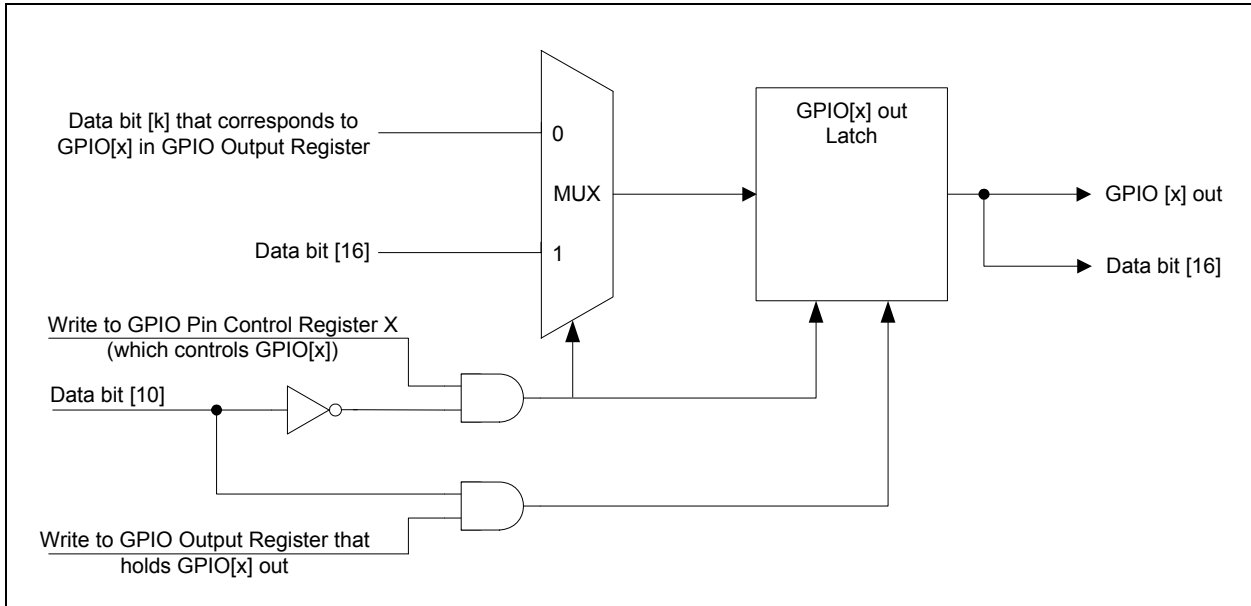 Data bit [k] that corresponds to
GPIO[x] in GPIO Output Register
0
MUX
Data bit [16]
1
GPIO[x] out
Latch
GPIO [x] out
Data bit [16]
Write to GPIO Pin Control Register X
(which controls GPIO[x])
Data bit [10]
Write to GPIO Output Register that
holds GPIO[x] out